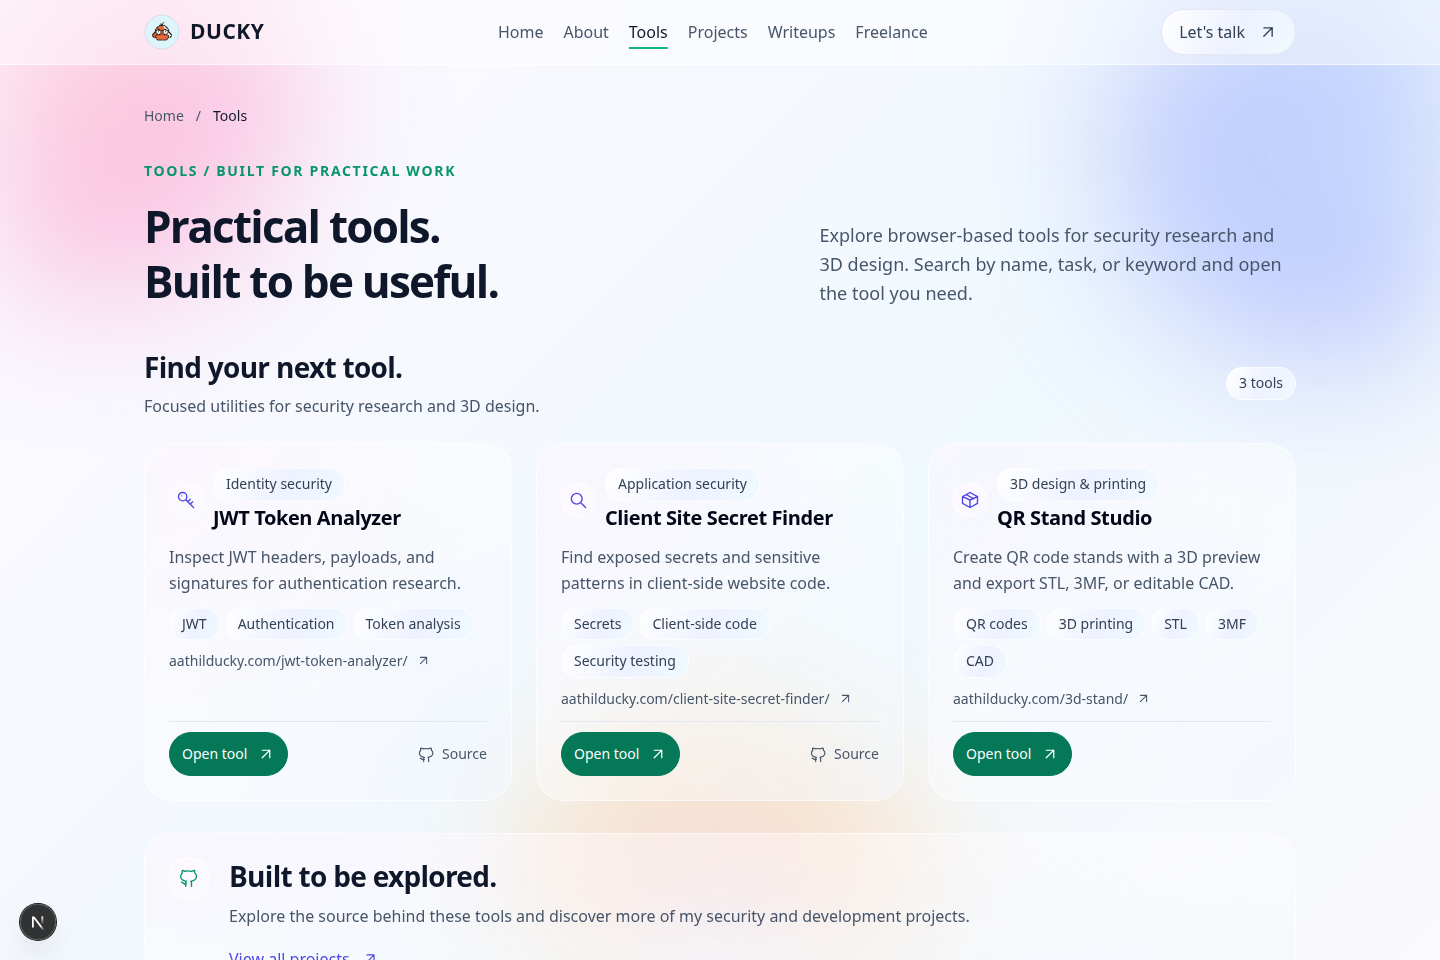 DUCKY
Home
About
Tools
Projects
Writeups
Freelance
Let's talk
Home / Tools
TOOLS / BUILT FOR PRACTICAL WORK
Practical tools.
Built to be useful.
Explore browser-based tools for security research and
3D design. Search by name, task, or keyword and open
the tool you need.
Find your next tool.
Focused utilities for security research and 3D design.
3 tools
Identity security
JWT Token Analyzer
Inspect JWT headers, payloads, and
signatures for authentication research.
JWT
Authentication
Token analysis
aathilducky.com/jwt-token-analyzer/
Open tool
Source
Application security
Client Site Secret Finder
Find exposed secrets and sensitive
patterns in client-side website code.
Secrets
Client-side code
Security testing
aathilducky.com/client-site-secret-finder/
Open tool
Source
3D design & printing
QR Stand Studio
Create QR code stands with a 3D preview
and export STL, 3MF, or editable CAD.
QR codes
3D printing
STL
3MF
CAD
aathilducky.com/3d-stand/
Open tool
Built to be explored.
Explore the source behind these tools and discover more of my security and development projects.
View all projects
N